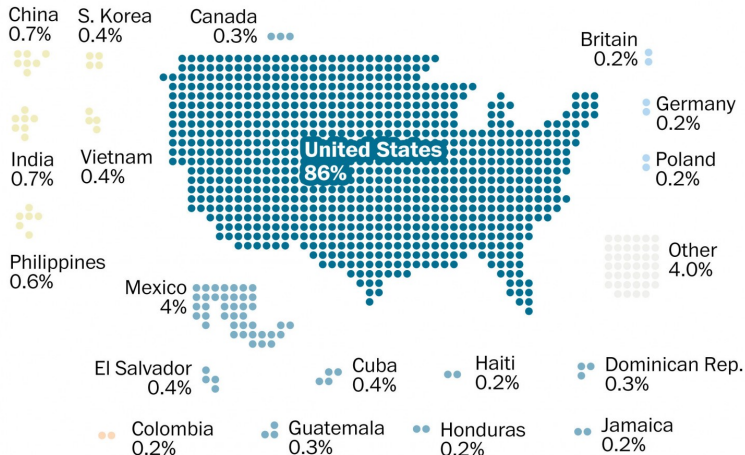 China
0.7%
S. Korea
0.4%
Canada
0.3%
Britain
0.2%
Germany
0.2%
United States
86%
India
0.7%
Vietnam
0.4%
Poland
0.2%
Philippines
0.6%
Other
4.0%
Mexico
4%
El Salvador
0.4%
Cuba
0.4%
Haiti
0.2%
Dominican Rep.
0.3%
Colombia
0.2%
Guatemala
0.3%
Honduras
0.2%
Jamaica
0.2%